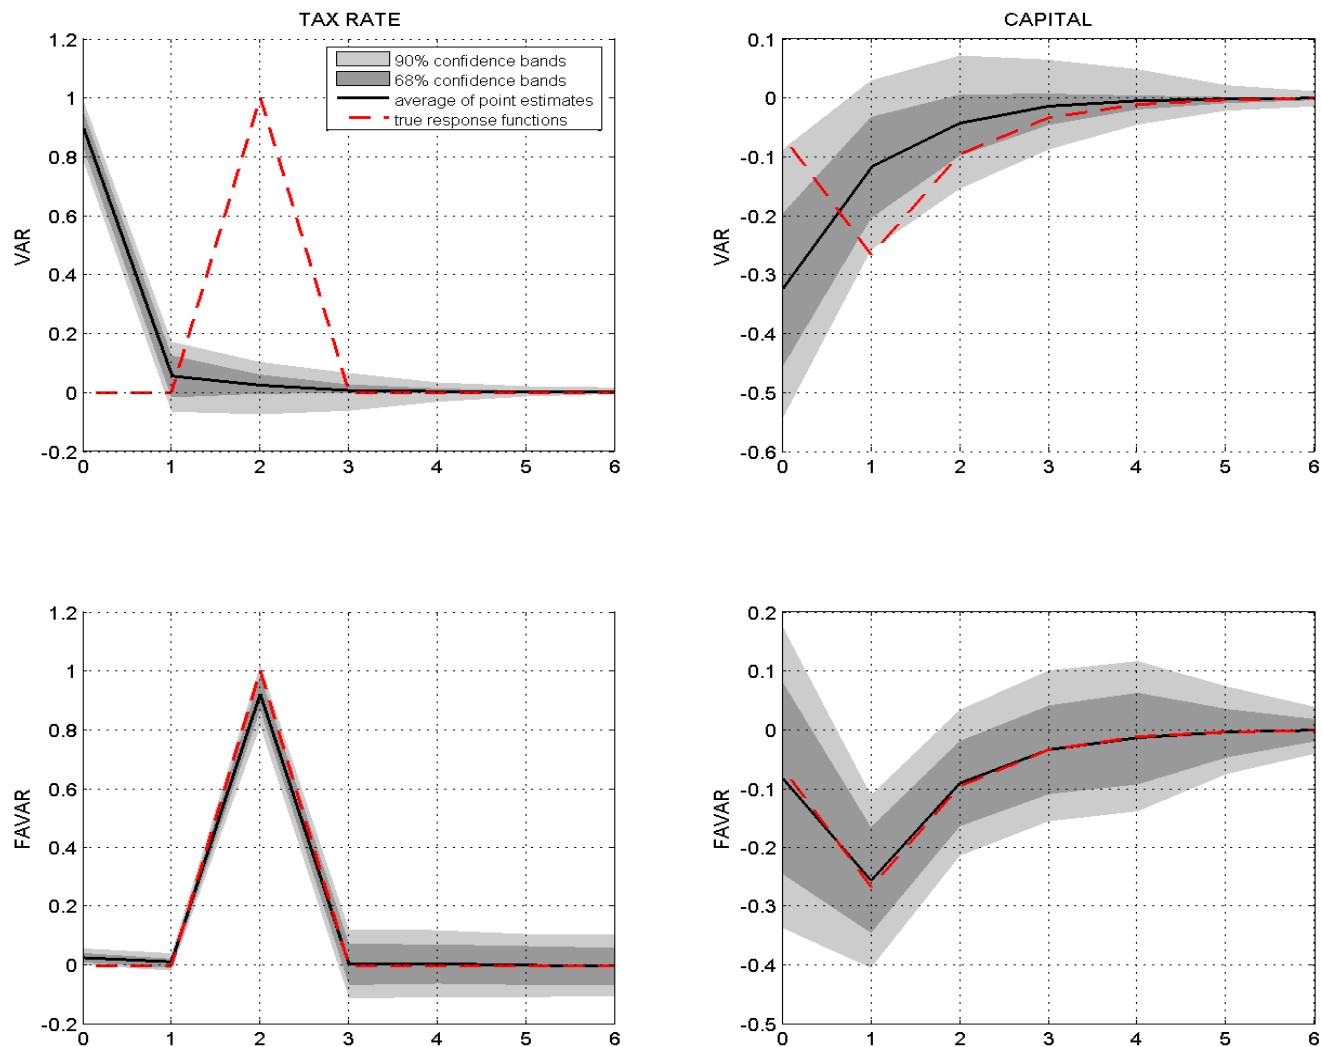 TAX RATE
1.2
1
0.8
0.6
0.4
0.2
0
-0.2
VAR
90% confidence bands
68% confidence bands
average of point estimates
true response functions
0 1 2 3 4 5 6
CAPITAL
0.1
0
-0.1
-0.2
-0.3
-0.4
-0.5
-0.6
VAR
0 1 2 3 4 5 6
1.2
1
0.8
0.6
0.4
0.2
0
-0.2
FAVAR
0 1 2 3 4 5 6
0.2
0.1
0
-0.1
-0.2
-0.3
-0.4
-0.5
FAVAR
0 1 2 3 4 5 6